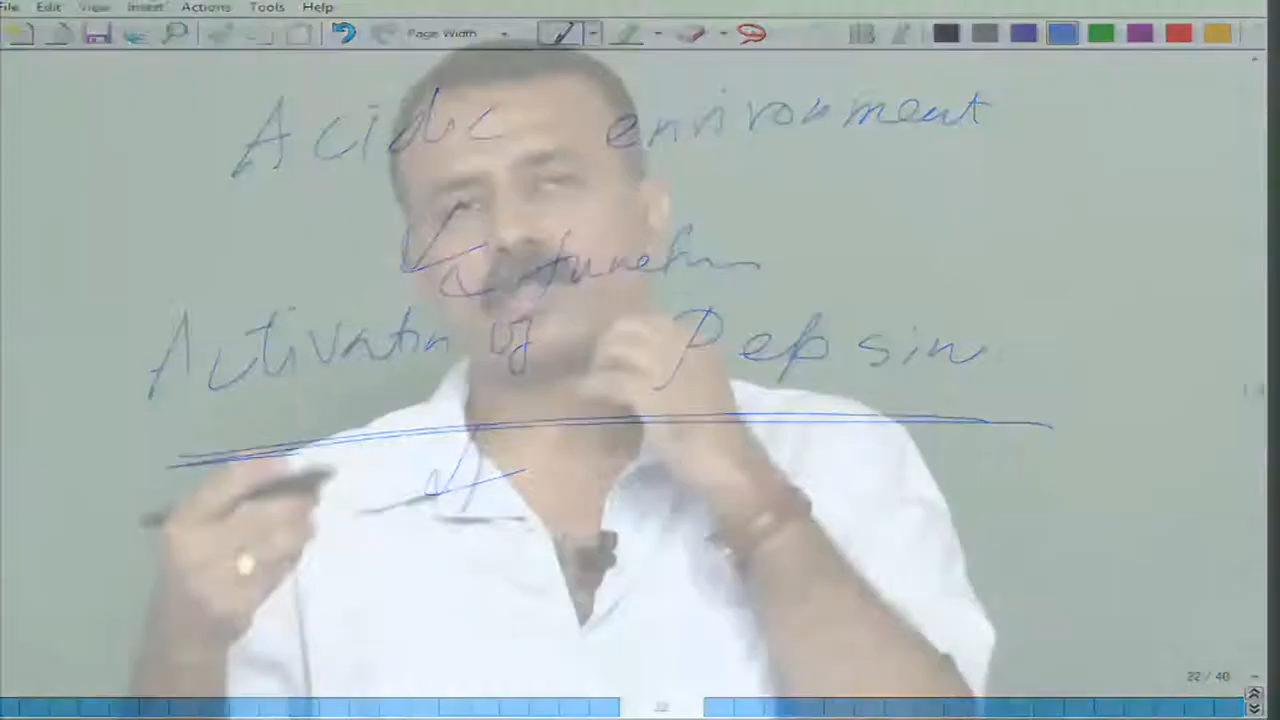 File Edit View Insert Actions Tools Help
Page Width
Acidic environment
Activation of Pepsin
22 / 40